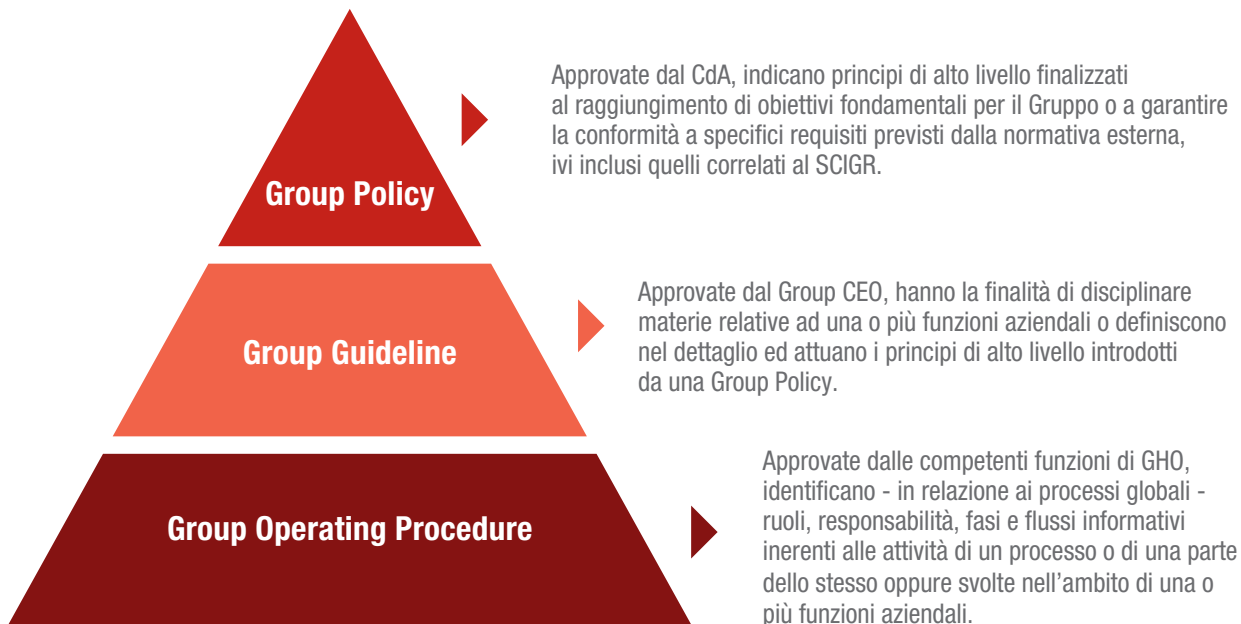 Group Policy
Approvate dal CdA, indicano principi di alto livello finalizzati
al raggiungimento di obiettivi fondamentali per il Gruppo o a garantire
la conformità a specifici requisiti previsti dalla normativa esterna,
ivi inclusi quelli correlati al SCIGR.
Group Guideline
Approvate dal Group CEO, hanno la finalità di disciplinare
materie relative ad una o più funzioni aziendali o definiscono
nel dettaglio ed attuano i principi di alto livello introdotti
da una Group Policy.
Group Operating Procedure
Approvate dalle competenti funzioni di GHO,
identificano - in relazione ai processi globali -
ruoli, responsabilità, fasi e flussi informativi
inerenti alle attività di un processo o di una parte
dello stesso oppure svolte nell’ambito di una o
più funzioni aziendali.